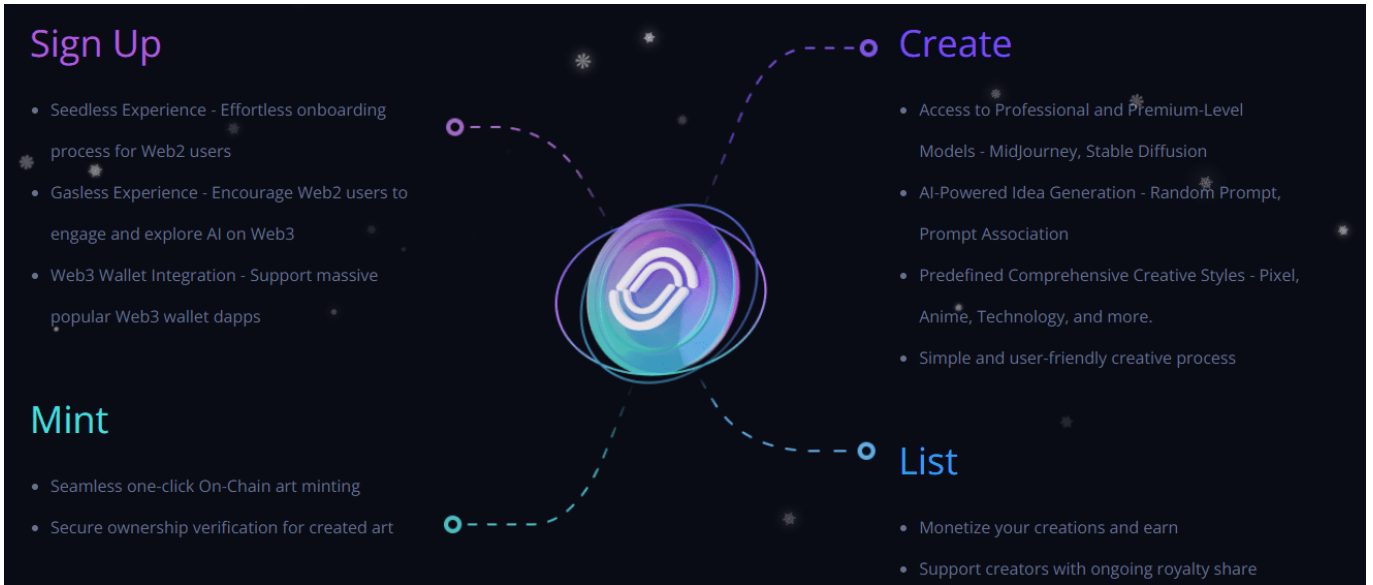 Sign Up
Seedless Experience - Effortless onboarding
process for Web2 users
Gasless Experience - Encourage Web2 users to
engage and explore AI on Web3
Web3 Wallet Integration - Support massive
popular Web3 wallet dapps
Create
Access to Professional and Premium-Level
Models - MidJourney, Stable Diffusion
AI-Powered Idea Generation - Random Prompt,
Prompt Association
Predefined Comprehensive Creative Styles - Pixel,
Anime, Technology, and more.
Simple and user-friendly creative process
Mint
Seamless one-click On-Chain art minting
Secure ownership verification for created art
List
Monetize your creations and earn
Support creators with ongoing royalty share